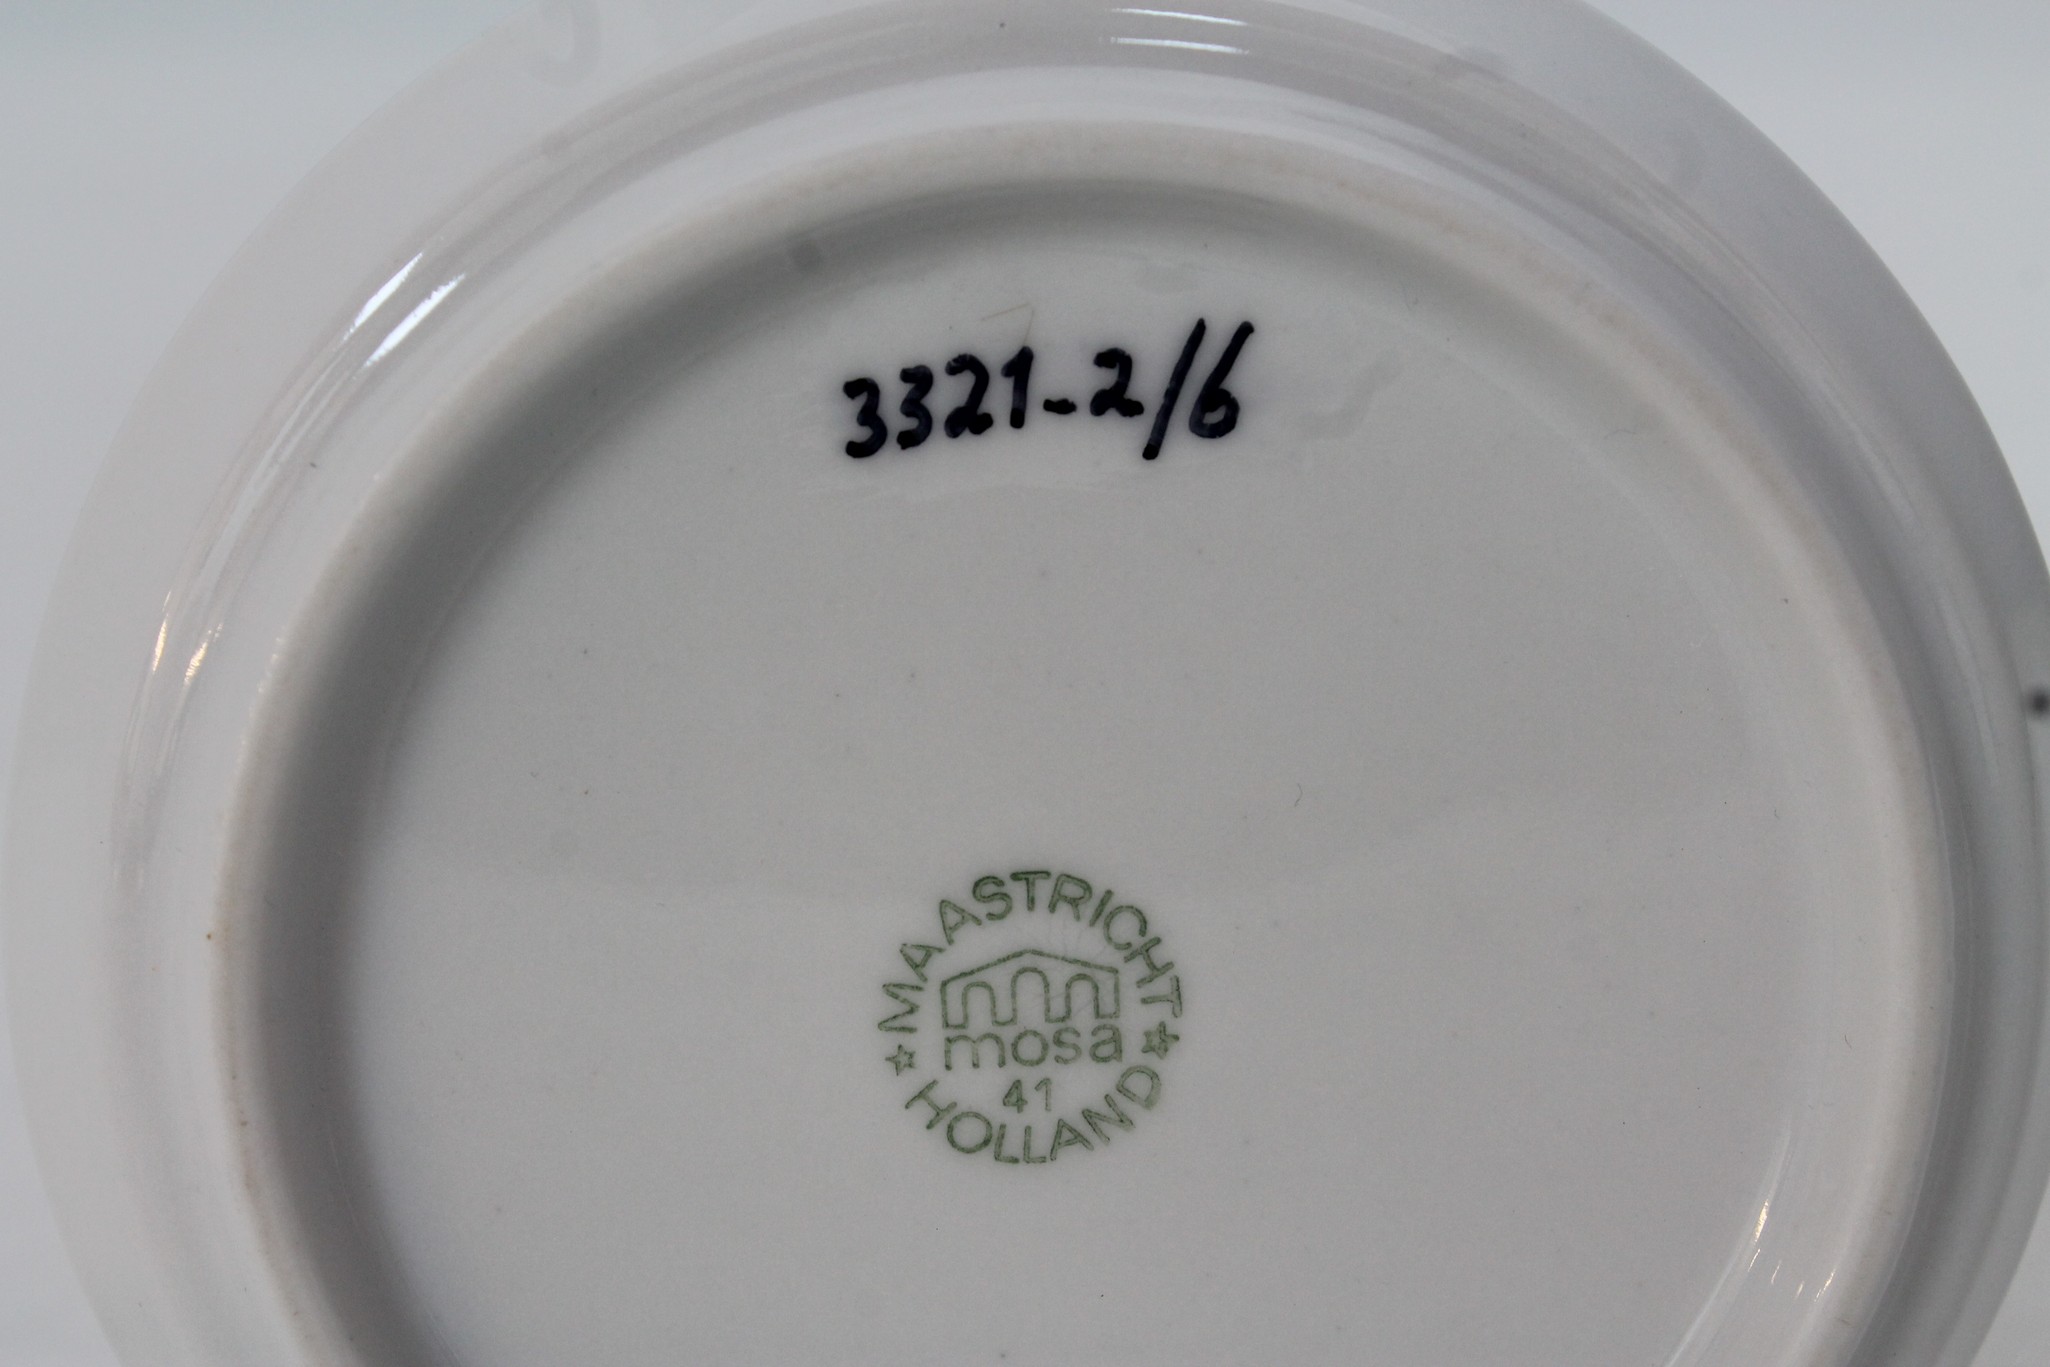 3321-2/6
MAASTRICHT
mosa
41
HOLLAND